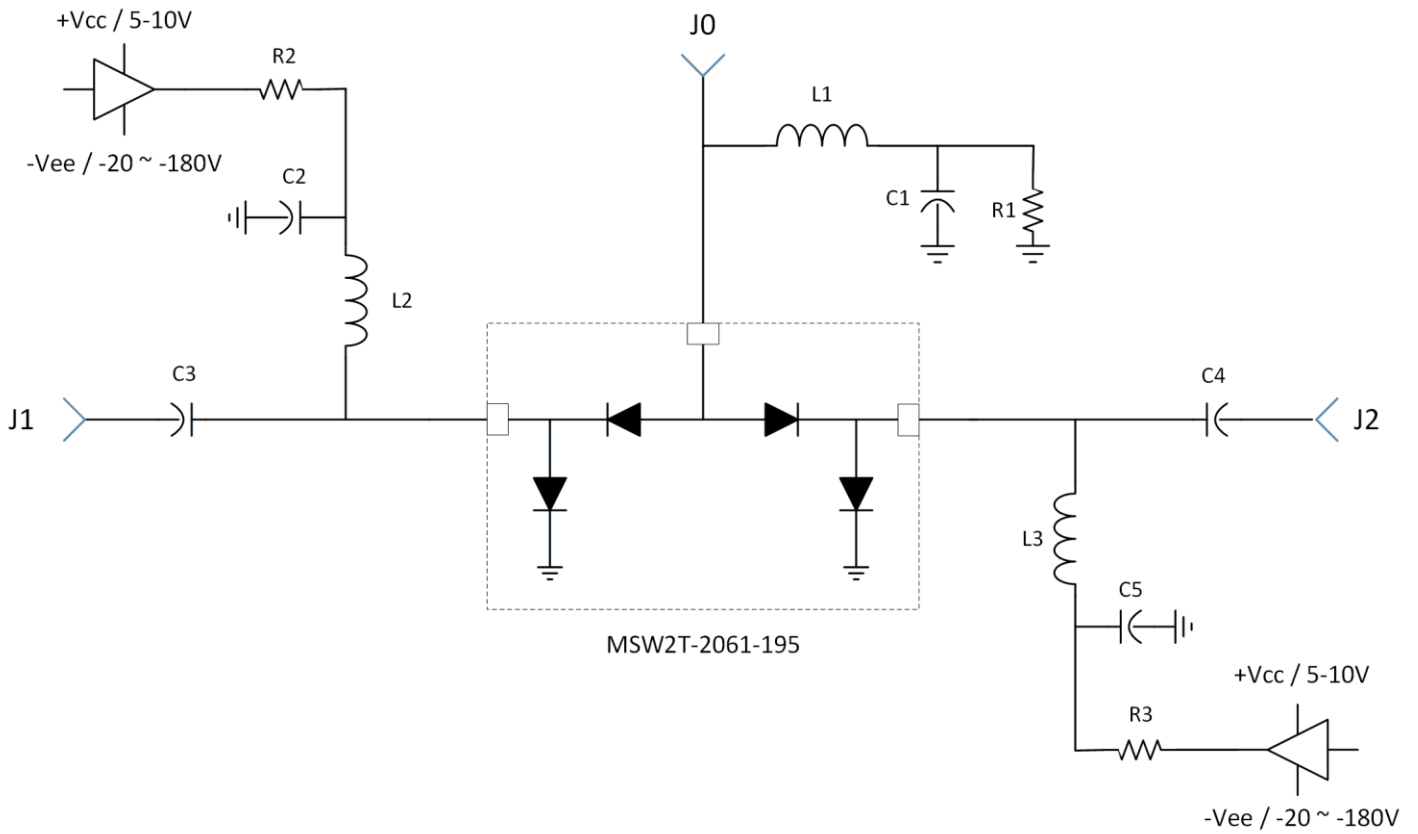 +Vcc / 5-10V
J0
R2
L1
-Vee / -20 ~ -180V
C2
C1
R1
L2
C3
C4
J1
J2
L3
C5
MSW2T-2061-195
+Vcc / 5-10V
R3
-Vee / -20 ~ -180V